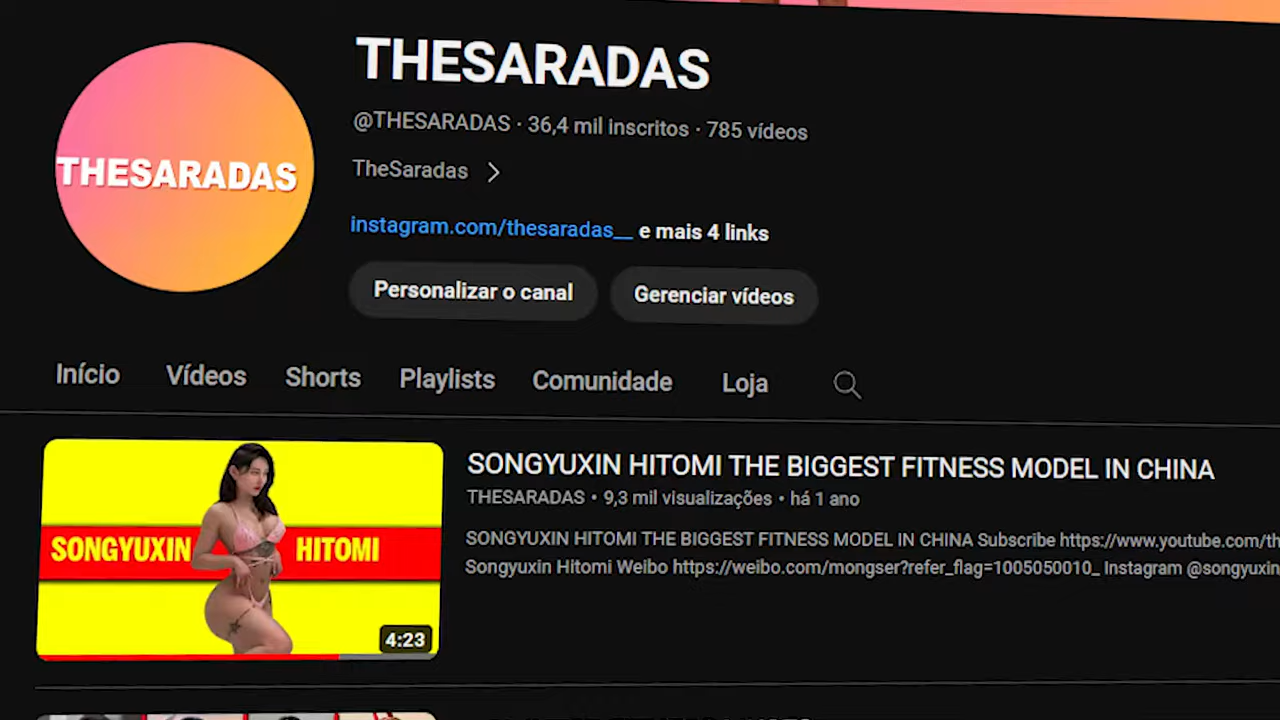 THESARADAS
THESARADAS
@THESARADAS · 36,4 mil inscritos · 785 vídeos
TheSaradas
instagram.com/thesaradas__ e mais 4 links
Personalizar o canal
Gerenciar vídeos
Início Vídeos Shorts Playlists Comunidade Loja
SONGYUXIN HITOMI
4:23
SONGYUXIN HITOMI THE BIGGEST FITNESS MODEL IN CHINA
THESARADAS • 9,3 mil visualizações • há 1 ano
SONGYUXIN HITOMI THE BIGGEST FITNESS MODEL IN CHINA Subscribe https://www.youtube.com/th
Songyuxin Hitomi Weibo https://weibo.com/mongser?refer_flag=1005050010_ Instagram @songyuxin